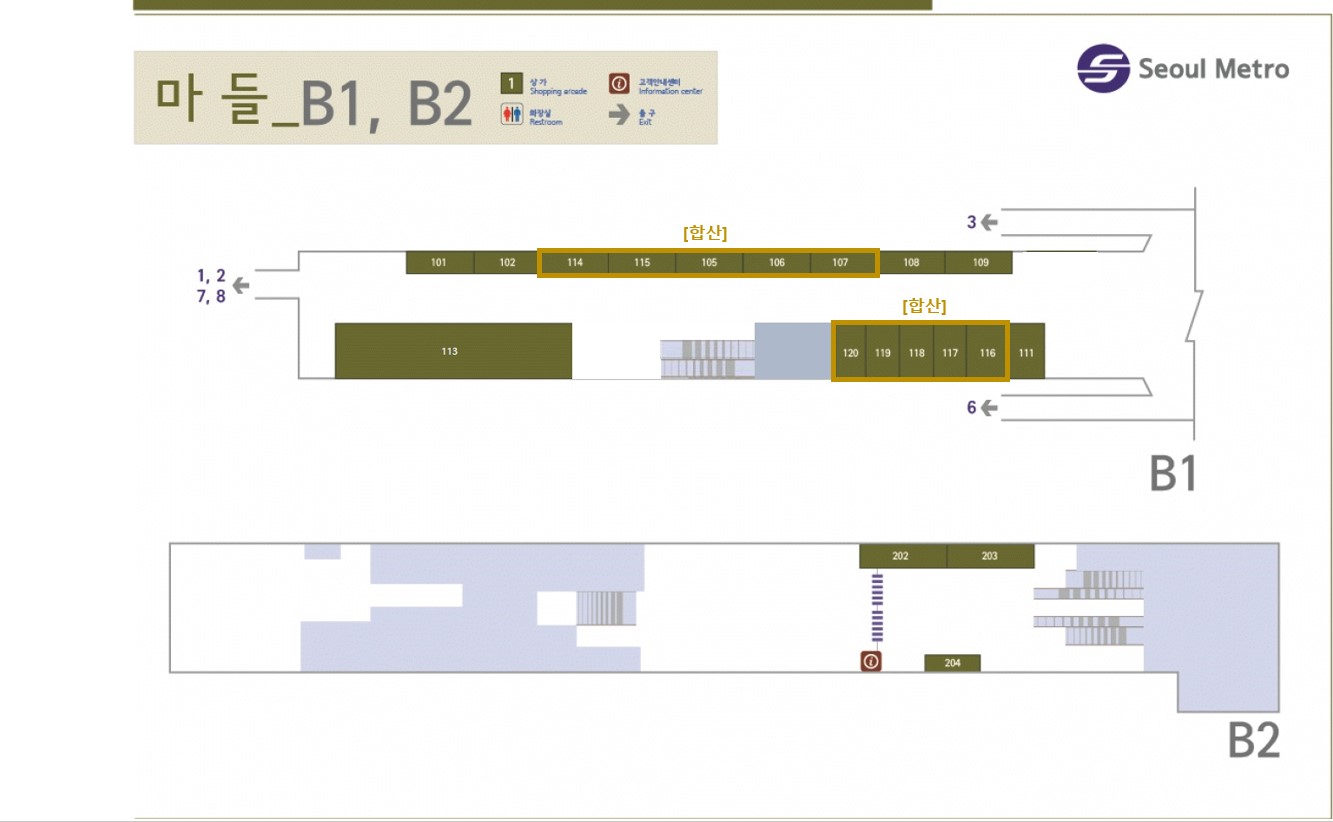 마 들_B1, B2
1 상가
Shopping arcade
고객안내센터
Information center
화장실
Restroom
출구
Exit
Seoul Metro
[합산]
3
101 102 114 115 105 106 107 108 109
1, 2
7, 8
[합산]
113
120 119 118 117 116 111
6
B1
202 203
204
B2